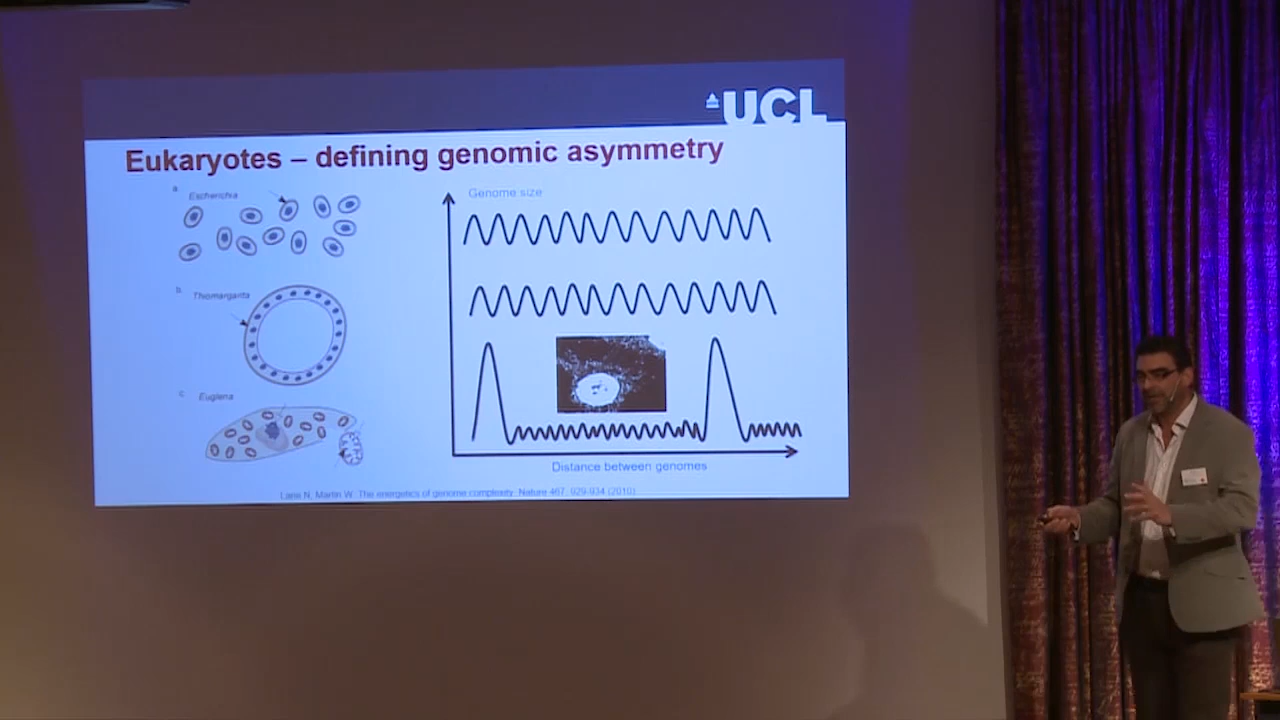 UCL
Eukaryotes – defining genomic asymmetry
a. Escherichia
b. Thiomargarita
c. Euglena
Genome size
Distance between genomes
Lane N, Martin W. The energetics of genome complexity. Nature 467, 929-934 (2010)